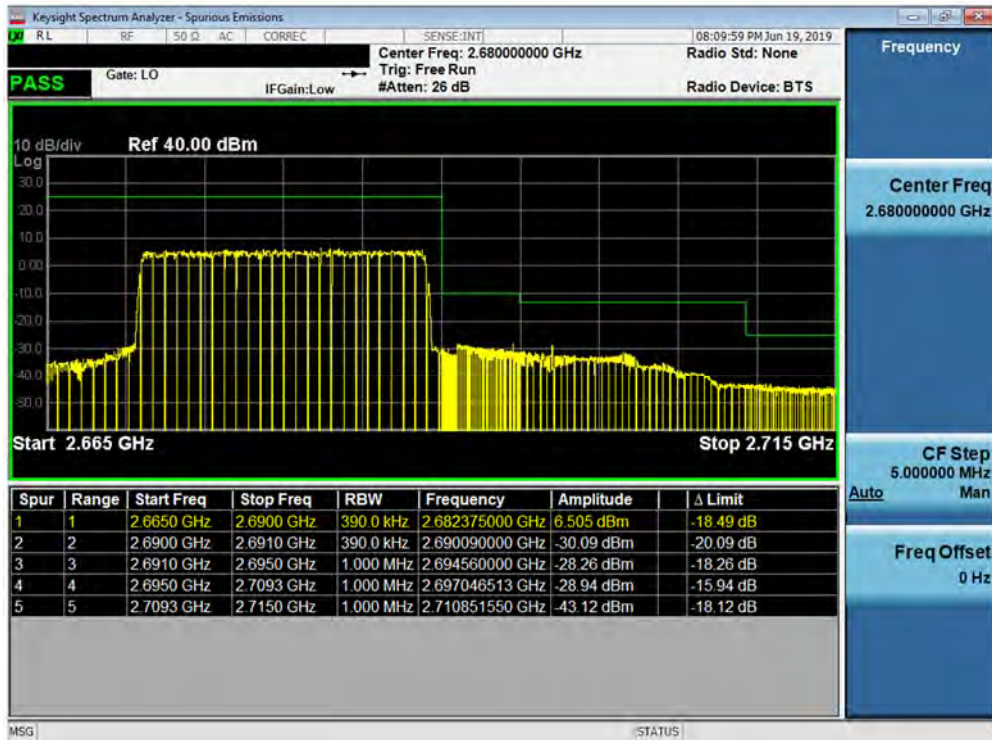 Keysight Spectrum Analyzer - Spurious Emissions
RL RF 50 Ω AC CORREC SENSE:INT 08:09:59 PM Jun 19, 2019
Center Freq: 2.680000000 GHz Radio Std: None
Trig: Free Run
PASS Gate: LO IFGain:Low #Atten: 26 dB Radio Device: BTS
Frequency
10 dB/div Ref 40.00 dBm
Log
30.0
20.0
10.0
0.00
-10.0
-20.0
-30.0
-40.0
-50.0
Start 2.665 GHz Stop 2.715 GHz
Spur Range Start Freq Stop Freq RBW Frequency Amplitude Δ Limit
1 1 2.6650 GHz 2.6900 GHz 390.0 kHz 2.682375000 GHz 6.505 dBm -18.49 dB
2 2 2.6900 GHz 2.6910 GHz 390.0 kHz 2.690090000 GHz -30.09 dBm -20.09 dB
3 3 2.6910 GHz 2.6950 GHz 1.000 MHz 2.694560000 GHz -28.26 dBm -18.26 dB
4 4 2.6950 GHz 2.7093 GHz 1.000 MHz 2.697046513 GHz -28.94 dBm -15.94 dB
5 5 2.7093 GHz 2.7150 GHz 1.000 MHz 2.710851550 GHz -43.12 dBm -18.12 dB
Center Freq
2.680000000 GHz
CF Step
5.000000 MHz
Auto Man
Freq Offset
0 Hz
MSG STATUS